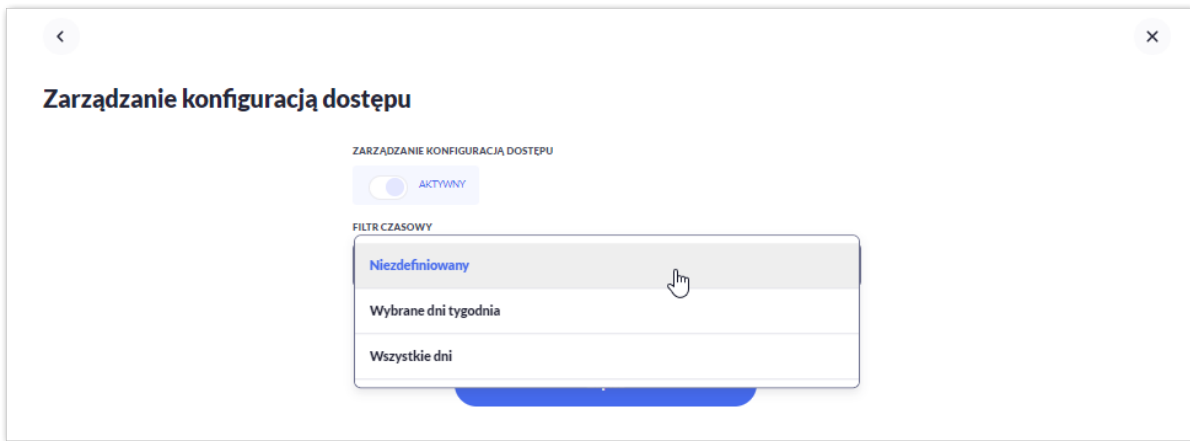 Zarządzanie konfiguracją dostępu
ZARZĄDZANIE KONFIGURACJĄ DOSTĘPU
AKTYWNY
FILTR CZASOWY
Niezdefiniowany
Wybrane dni tygodnia
Wszystkie dni